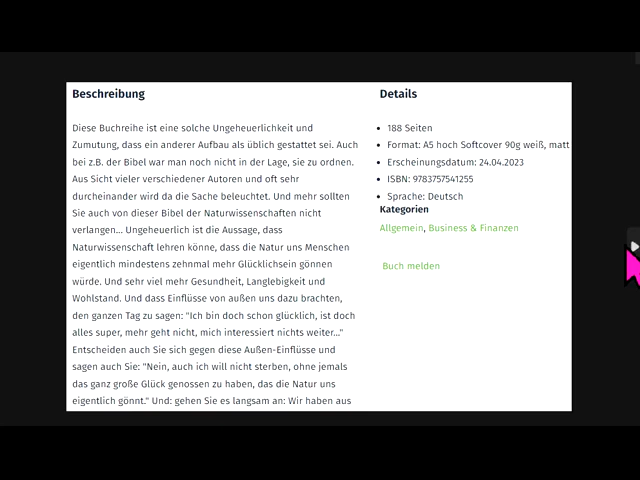 Beschreibung
Diese Buchreihe ist eine solche Ungeheuerlichkeit und
Zumutung, dass ein anderer Aufbau als üblich gestattet sei. Auch
bei z.B. der Bibel war man noch nicht in der Lage, sie zu ordnen.
Aus Sicht vieler verschiedener Autoren und oft sehr
durcheinander wird da die Sache beleuchtet. Und mehr sollten
Sie auch von dieser Bibel der Naturwissenschaften nicht
verlangen... Ungeheuerlich ist die Aussage, dass
Naturwissenschaft lehren könne, dass die Natur uns Menschen
eigentlich mindestens zehnmal mehr Glücklichsein gönnen
würde. Und sehr viel mehr Gesundheit, Langlebigkeit und
Wohlstand. Und dass Einflüsse von außen uns dazu brachten,
den ganzen Tag zu sagen: "Ich bin doch schon glücklich, ist doch
alles super, mehr geht nicht, mich interessiert nichts weiter..."
Entscheiden auch Sie sich gegen diese Außen-Einflüsse und
sagen auch Sie: "Nein, auch ich will nicht sterben, ohne jemals
das ganz große Glück genossen zu haben, das die Natur uns
eigentlich gönnt." Und: gehen Sie es langsam an: Wir haben aus
Details
• 188 Seiten
• Format: A5 hoch Softcover 90g weiß, matt
• Erscheinungsdatum: 24.04.2023
• ISBN: 9783757541255
• Sprache: Deutsch
Kategorien
Allgemein, Business & Finanzen
Buch melden